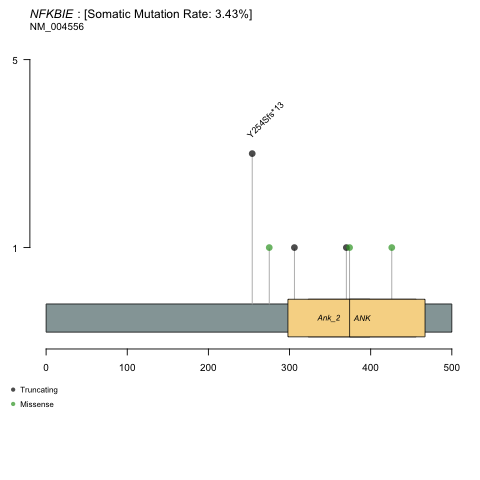 NFKBIE : [Somatic Mutation Rate: 3.43%]
NM_004556
5
Y254Sfs*13
1
Ank_2 ANK
0 100 200 300 400 500
Truncating
Missense